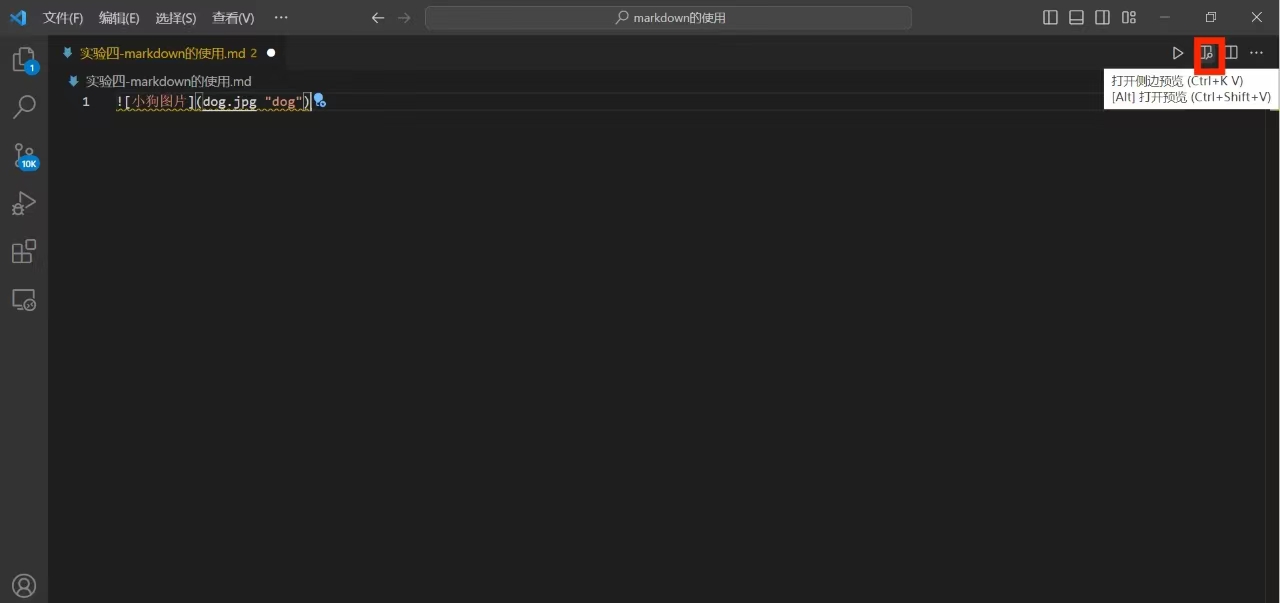 文件(F) 编辑(E) 选择(S) 查看(V) ··· markdown的使用
实验四-markdown的使用.md 2
实验四-markdown的使用.md
打开侧边预览 (Ctrl+K V)
[Alt] 打开预览 (Ctrl+Shift+V)
1 ![小狗图片](dog.jpg "dog")
1
10K